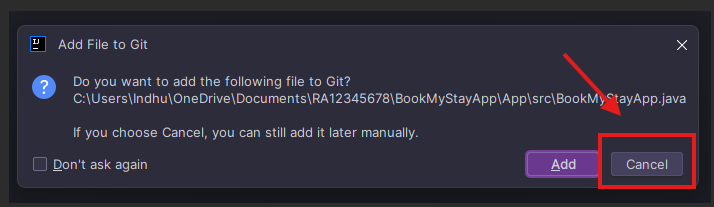 IJ
Add File to Git
Do you want to add the following file to Git?
C:\Users\Indhu\OneDrive\Documents\RA12345678\BookMyStayApp\App\src\BookMyStayApp.java
If you choose Cancel, you can still add it later manually.
Don't ask again
Add
Cancel